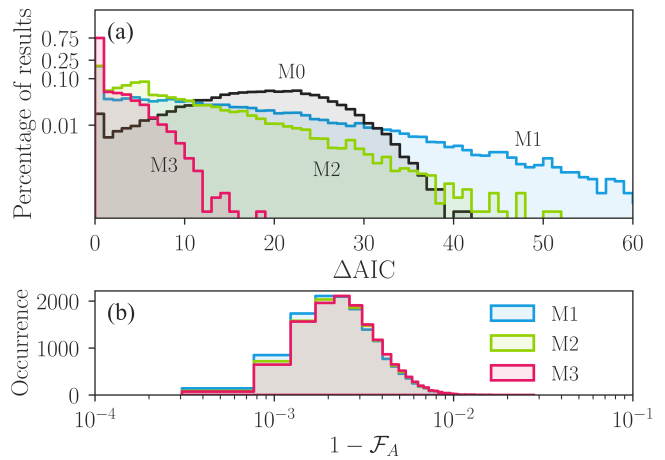 (a)
Percentage of results
0.75
0.25
0.10
0.01
M0
M1
M2
M3
0 10 20 30 40 50 60
ΔAIC
(b)
Occurrence
2000
1000
0
M1
M2
M3
10⁻⁴ 10⁻³ 10⁻² 10⁻¹
1 − ℱ_A